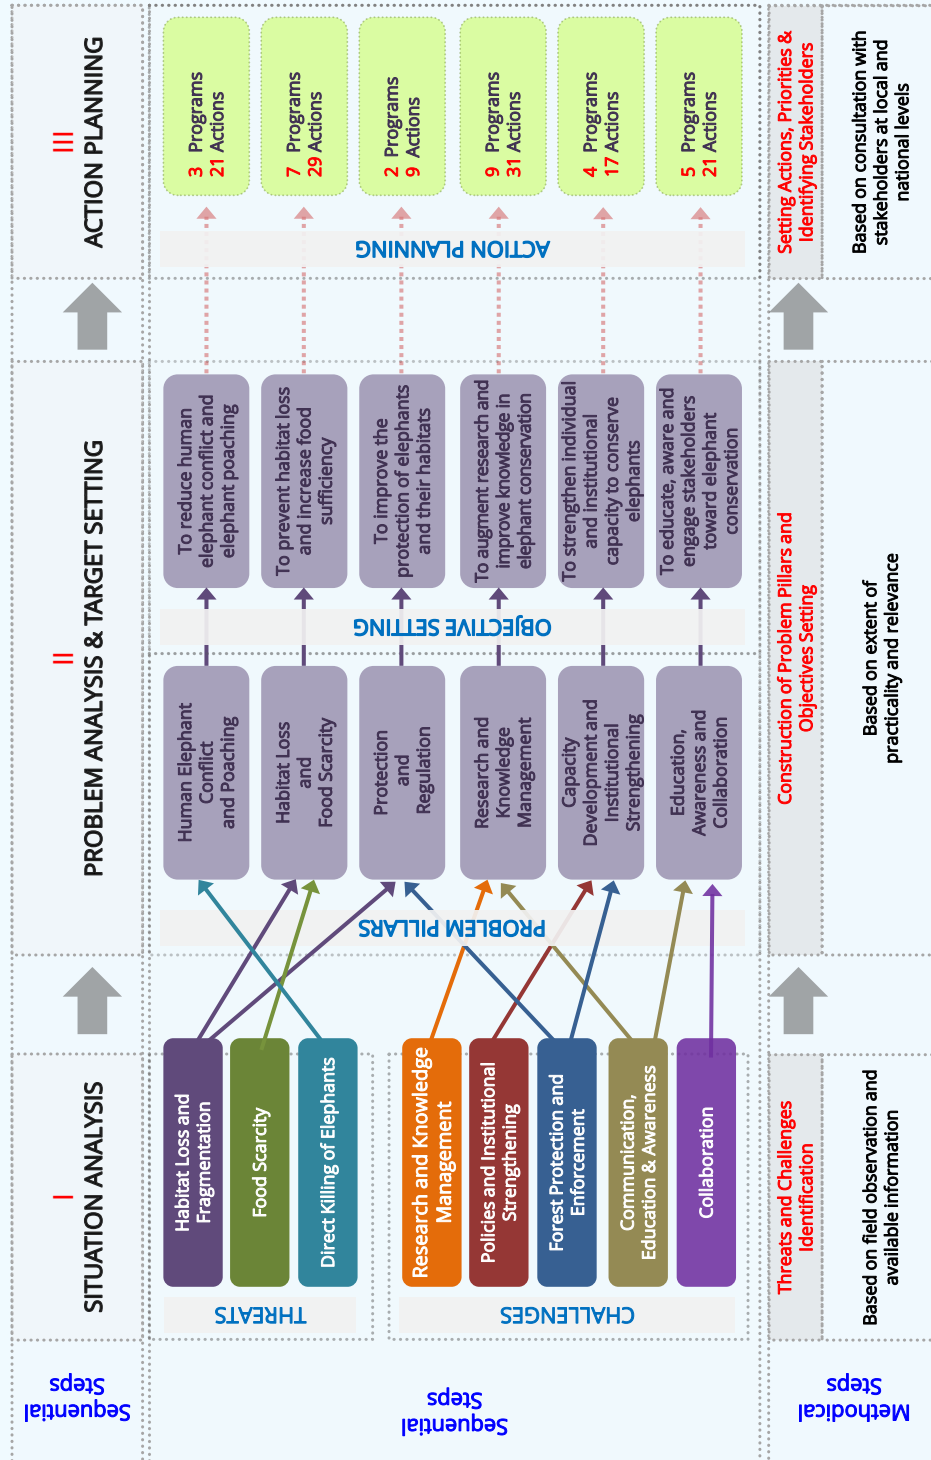 Sequential
Steps
I
SITUATION ANALYSIS
II
PROBLEM ANALYSIS & TARGET SETTING
III
ACTION PLANNING
Sequential
Steps
THREATS
Habitat Loss and
Fragmentation
Food Scarcity
Direct Killing of Elephants
CHALLENGES
Research and Knowledge
Management
Policies and Institutional
Strengthening
Forest Protection and
Enforcement
Communication,
Education & Awareness
Collaboration
PROBLEM PILLARS
Human Elephant
Conflict
and Poaching
Habitat Loss
and
Food Scarcity
Protection
and
Regulation
Research and
Knowledge
Management
Capacity
Development and
Institutional
Strengthening
Education,
Awareness and
Collaboration
OBJECTIVE SETTING
To reduce human
elephant conflict and
elephant poaching
To prevent habitat loss
and increase food
sufficiency
To improve the
protection of elephants
and their habitats
To augment research and
improve knowledge in
elephant conservation
To strengthen individual
and institutional
capacity to conserve
elephants
To educate, aware and
engage stakeholders
toward elephant
conservation
ACTION PLANNING
3 Programs
21 Actions
7 Programs
29 Actions
2 Programs
9 Actions
9 Programs
31 Actions
4 Programs
17 Actions
5 Programs
21 Actions
Methodical
Steps
Threats and Challenges
Identification
Based on field observation and
available information
Construction of Problem Pillars and
Objectives Setting
Based on extent of
practicality and relevance
Setting Actions, Priorities &
Identifying Stakeholders
Based on consultation with
stakeholders at local and
national levels